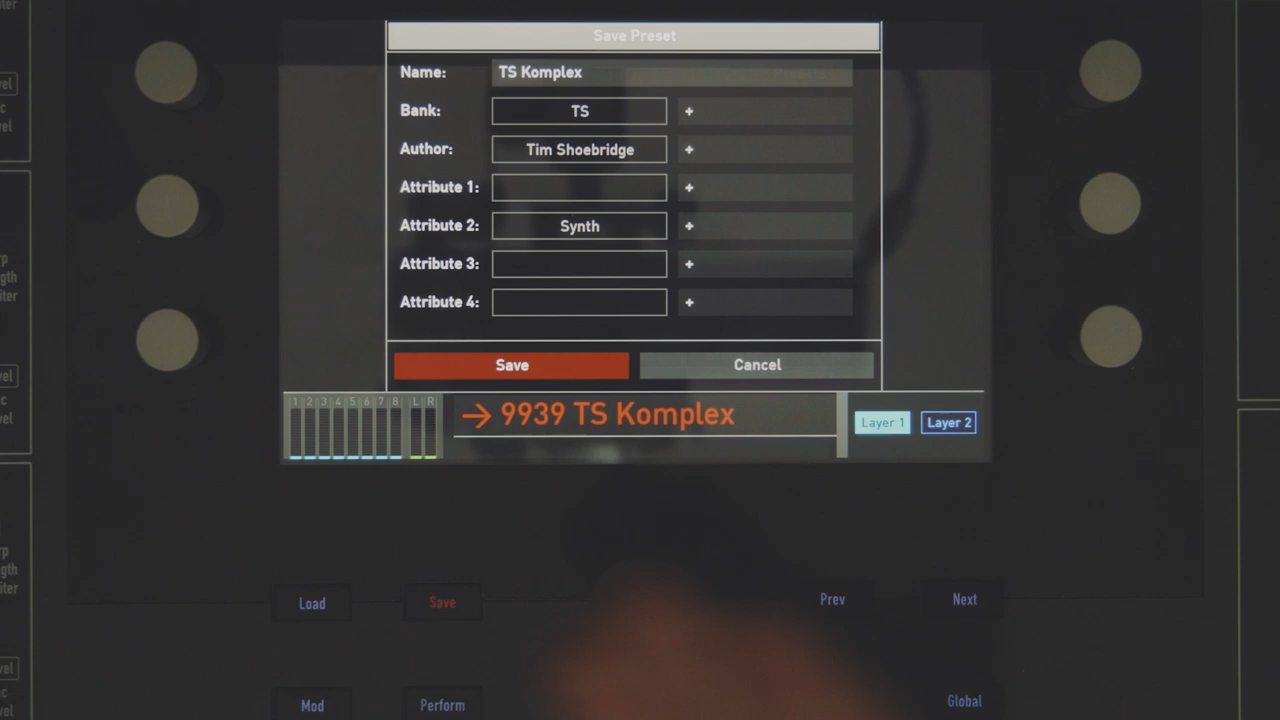 Save Preset
Name: TS Komplex
Bank: TS +
Author: Tim Shoebridge +
Attribute 1: +
Attribute 2: Synth +
Attribute 3: +
Attribute 4: +
Save Cancel
1 2 3 4 5 6 7 8 L R
→ 9939 TS Komplex
Layer 1 Layer 2
Load Save Prev Next
Mod Perform Global